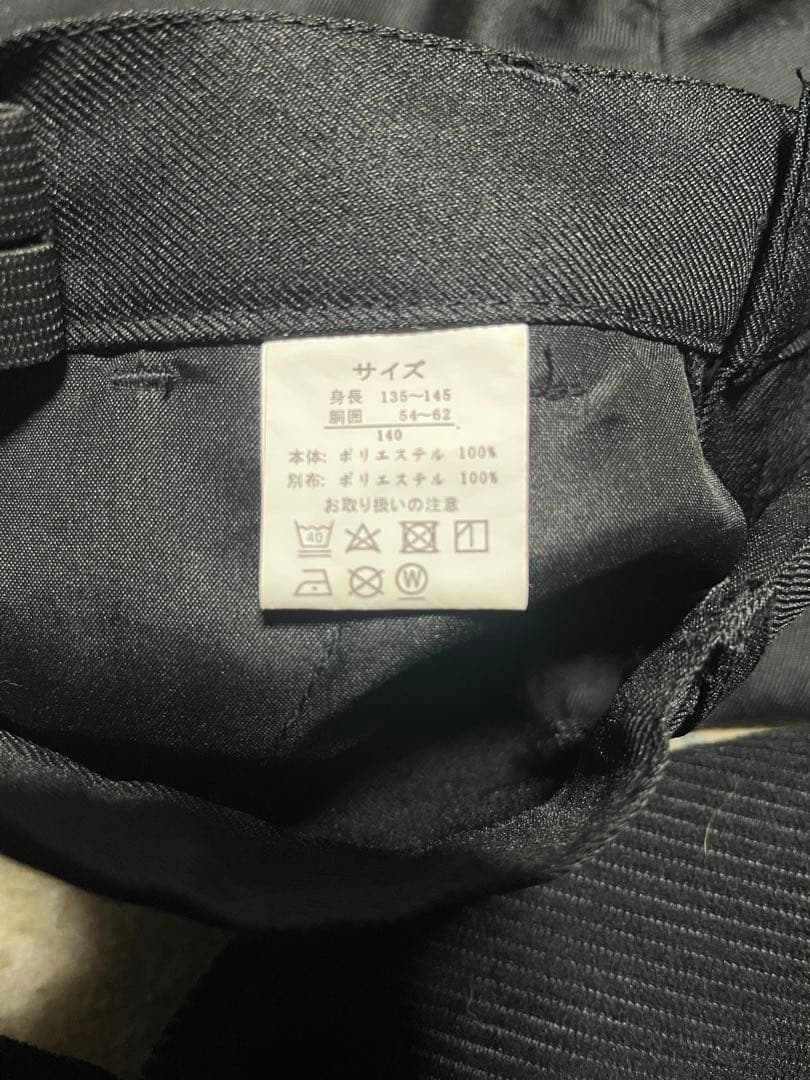 サイズ
身長 135～145
胴囲 54～62
140
本体: ポリエステル 100%
別布: ポリエステル 100%
お取り扱いの注意
40
W